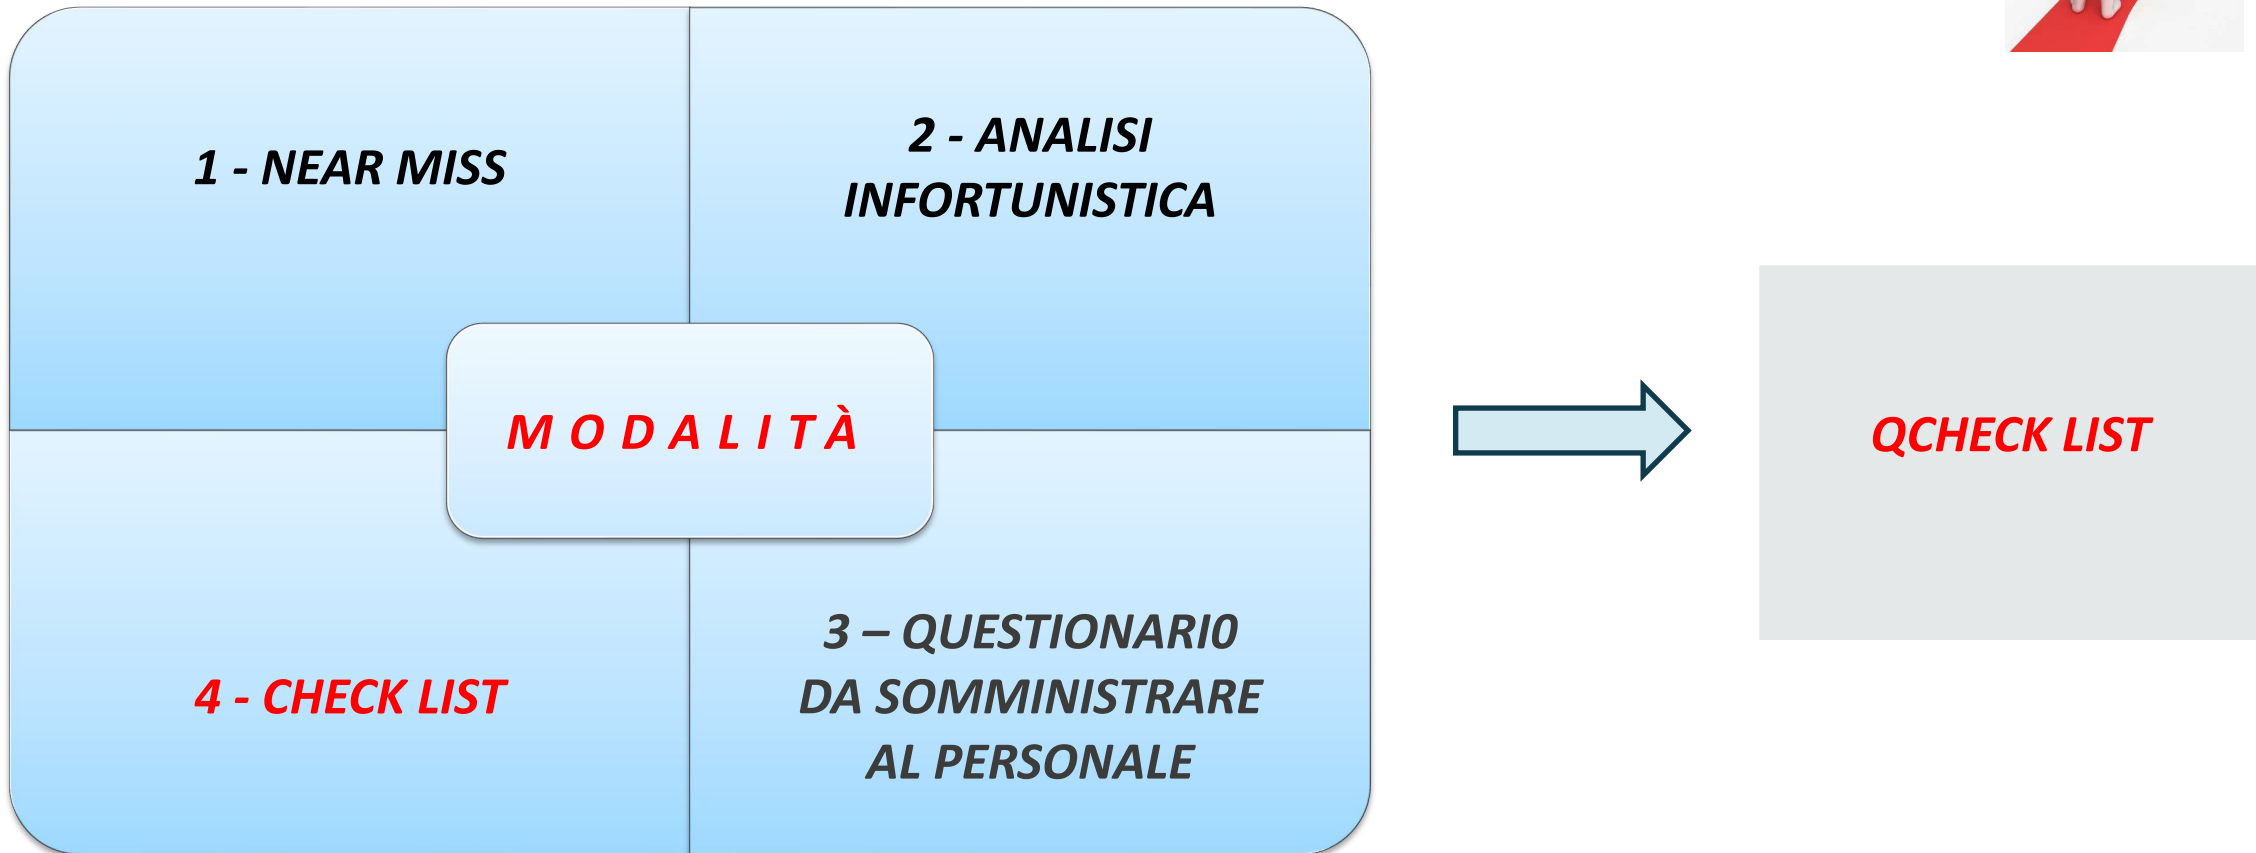 1 - NEAR MISS
2 - ANALISI
INFORTUNISTICA
M O D A L I T À
4 - CHECK LIST
3 – QUESTIONARI0
DA SOMMINISTRARE
AL PERSONALE
QCHECK LIST